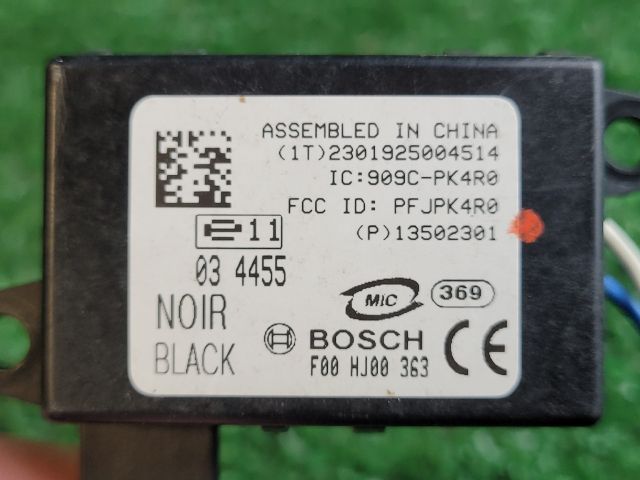 ASSEMBLED IN CHINA
(1T)2301925004514
IC:909C-PK4R0
FCC ID: PFJPK4R0
(P)13502301
E 11
03 4455
MIC
369
NOIR
BLACK
BOSCH
F00 HJ00 363
CE